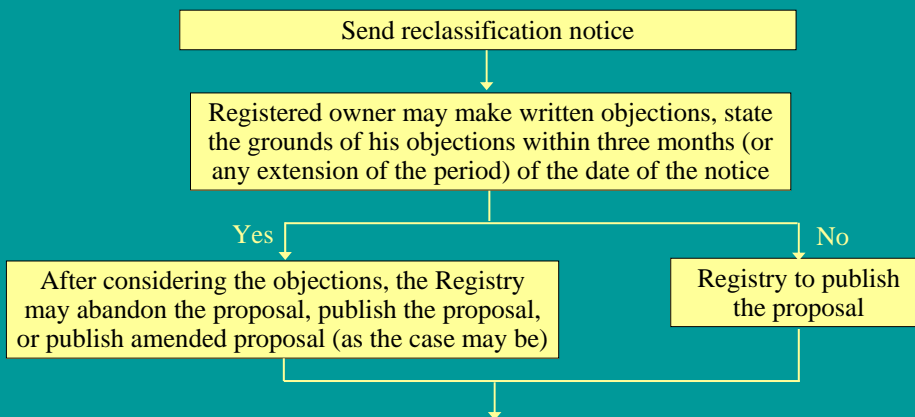 Send reclassification notice
Registered owner may make written objections, state
the grounds of his objections within three months (or
any extension of the period) of the date of the notice
Yes
No
After considering the objections, the Registry
may abandon the proposal, publish the proposal,
or publish amended proposal (as the case may be)
Registry to publish
the proposal